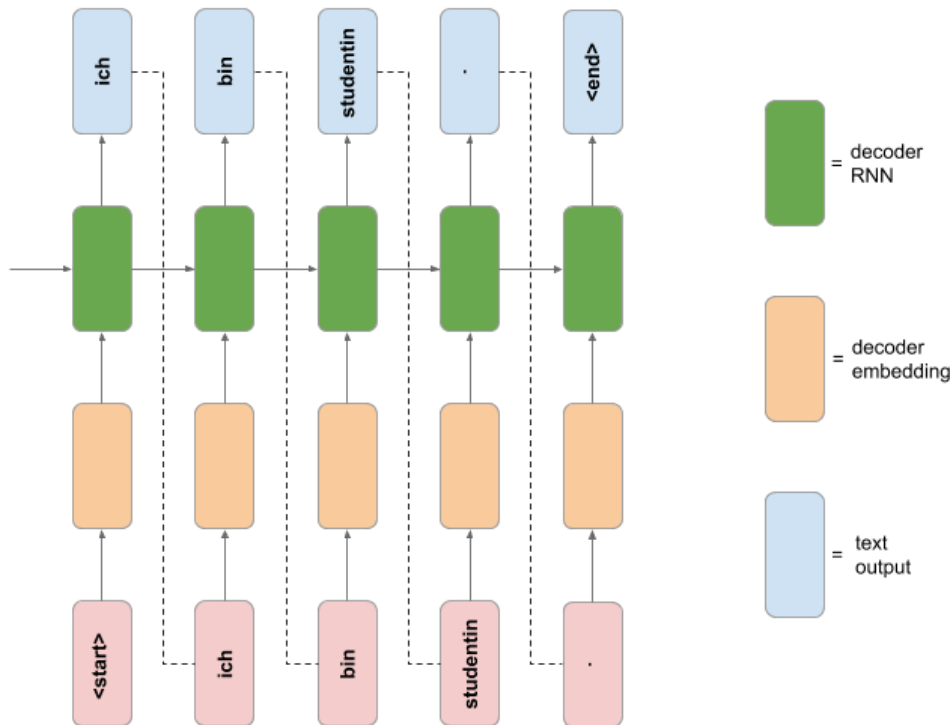 ich
bin
studentin
.
<end>
= decoder
RNN
= decoder
embedding
= text
output
<start>
ich
bin
studentin
.